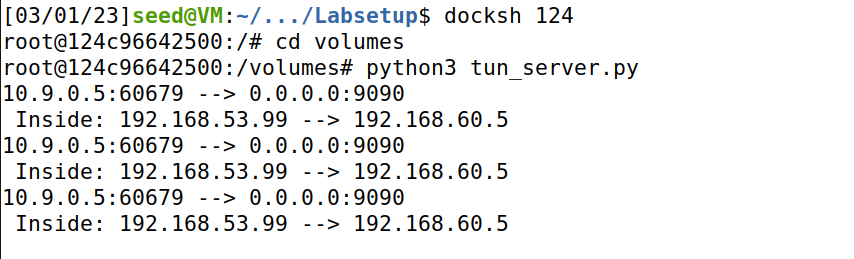 [03/01/23]seed@VM:~/.../Labsetup$ docksh 124
root@124c96642500:/# cd volumes
root@124c96642500:/volumes# python3 tun_server.py
10.9.0.5:60679 --> 0.0.0.0:9090
 Inside: 192.168.53.99 --> 192.168.60.5
10.9.0.5:60679 --> 0.0.0.0:9090
 Inside: 192.168.53.99 --> 192.168.60.5
10.9.0.5:60679 --> 0.0.0.0:9090
 Inside: 192.168.53.99 --> 192.168.60.5